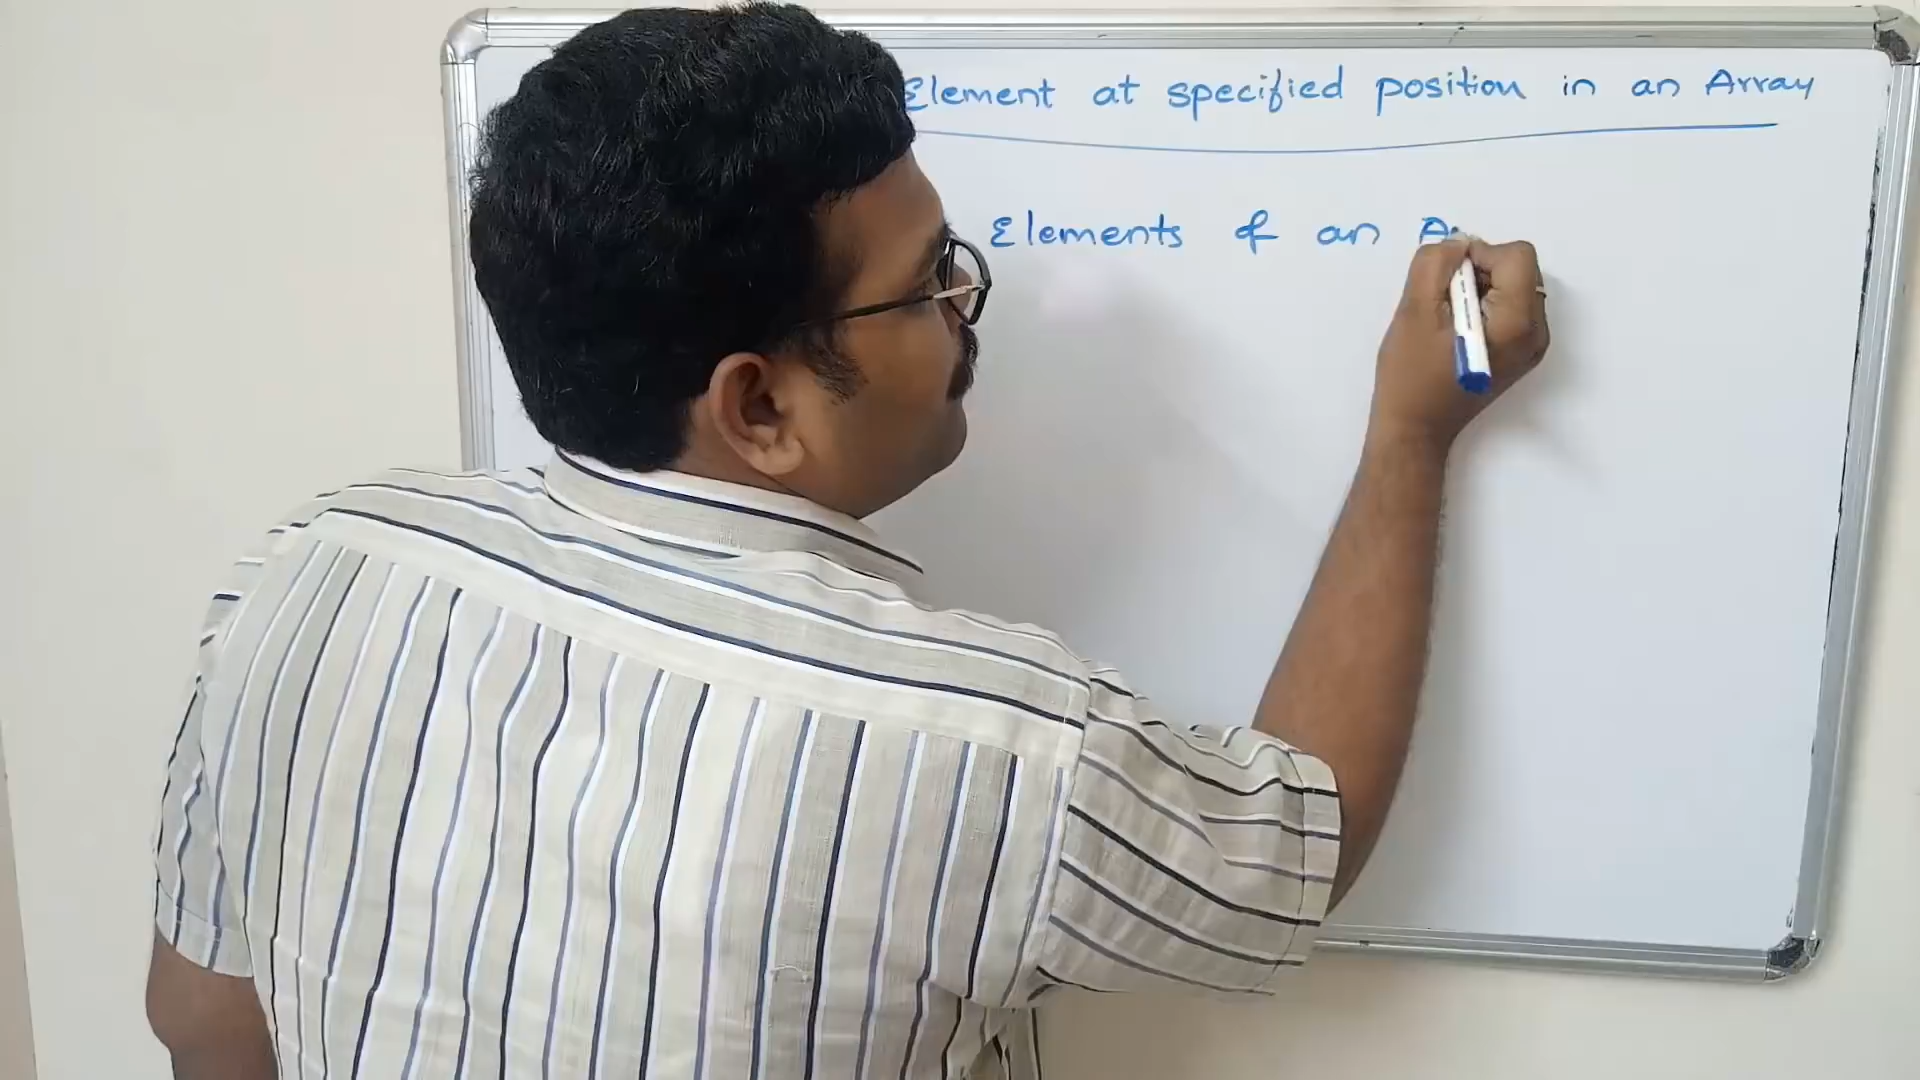 Element at specified position in an Array
Elements of an